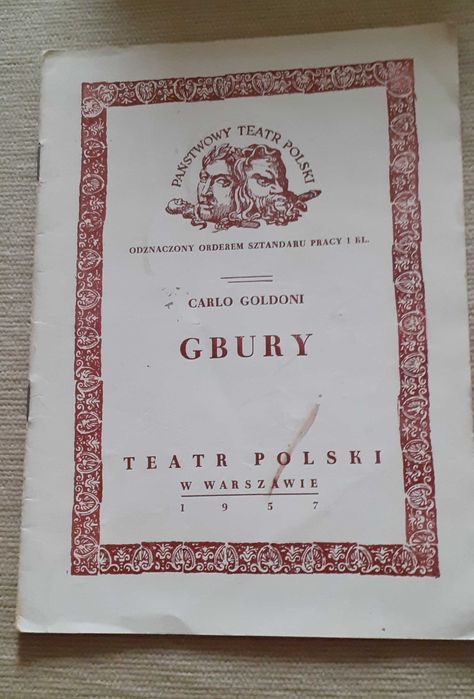 PAŃSTWOWY TEATR POLSKI
ODZNACZONY ORDEREM SZTANDARU PRACY I KL.
CARLO GOLDONI
GBURY
TEATR POLSKI
W WARSZAWIE
1957